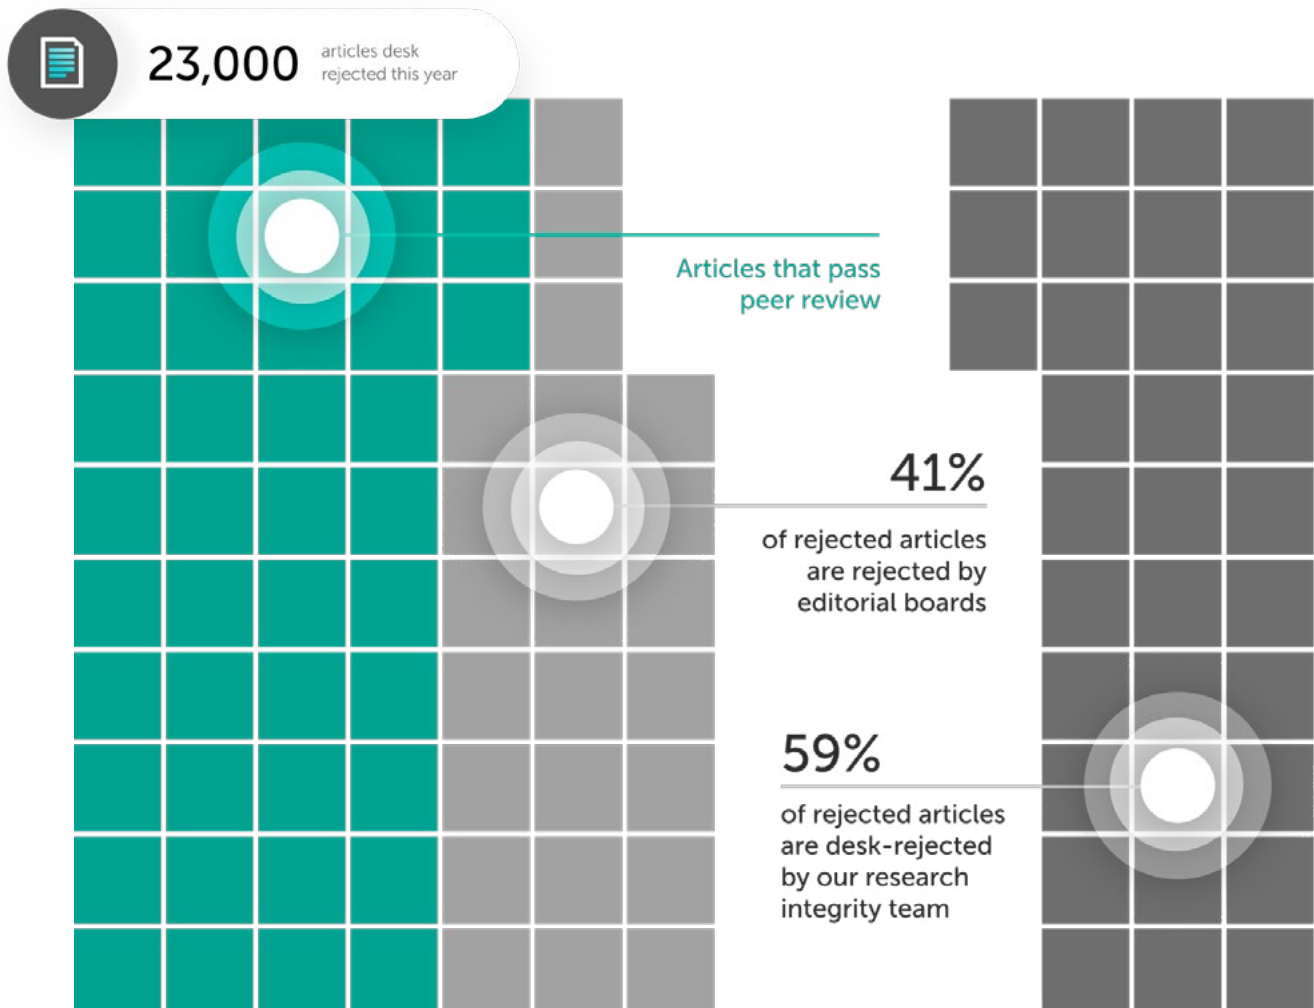 23,000
articles desk
rejected this year
Articles that pass
peer review
41%
of rejected articles
are rejected by
editorial boards
59%
of rejected articles
are desk-rejected
by our research
integrity team